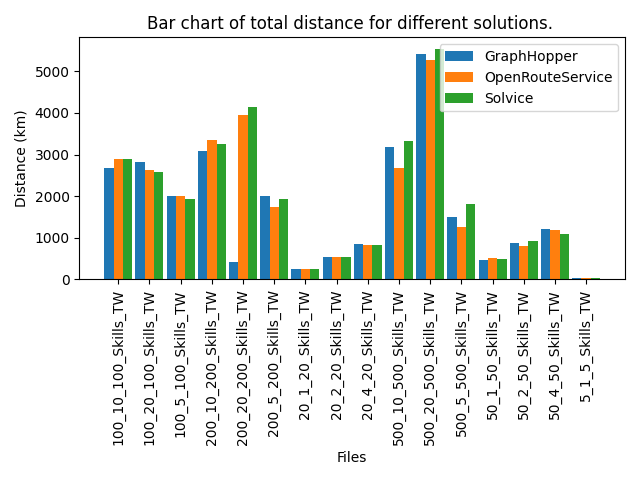 Bar chart of total distance for different solutions.
GraphHopper
OpenRouteService
Solvice
Distance (km)
5000
4000
3000
2000
1000
0
100_10_100_Skills_TW
100_20_100_Skills_TW
100_5_100_Skills_TW
200_10_200_Skills_TW
200_20_200_Skills_TW
200_5_200_Skills_TW
20_1_20_Skills_TW
20_2_20_Skills_TW
20_4_20_Skills_TW
500_10_500_Skills_TW
500_20_500_Skills_TW
500_5_500_Skills_TW
50_1_50_Skills_TW
50_2_50_Skills_TW
50_4_50_Skills_TW
5_1_5_Skills_TW
Files